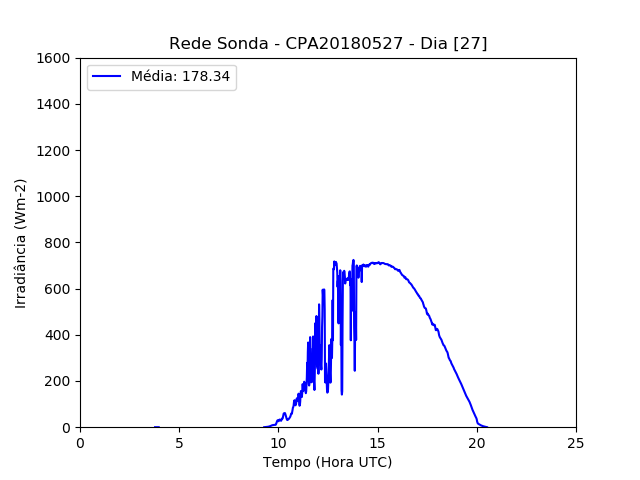 Rede Sonda - CPA20180527 - Dia [27]
Média: 178.34
Irradiância (Wm-2)
1600
1400
1200
1000
800
600
400
200
0
0 5 10 15 20 25
Tempo (Hora UTC)